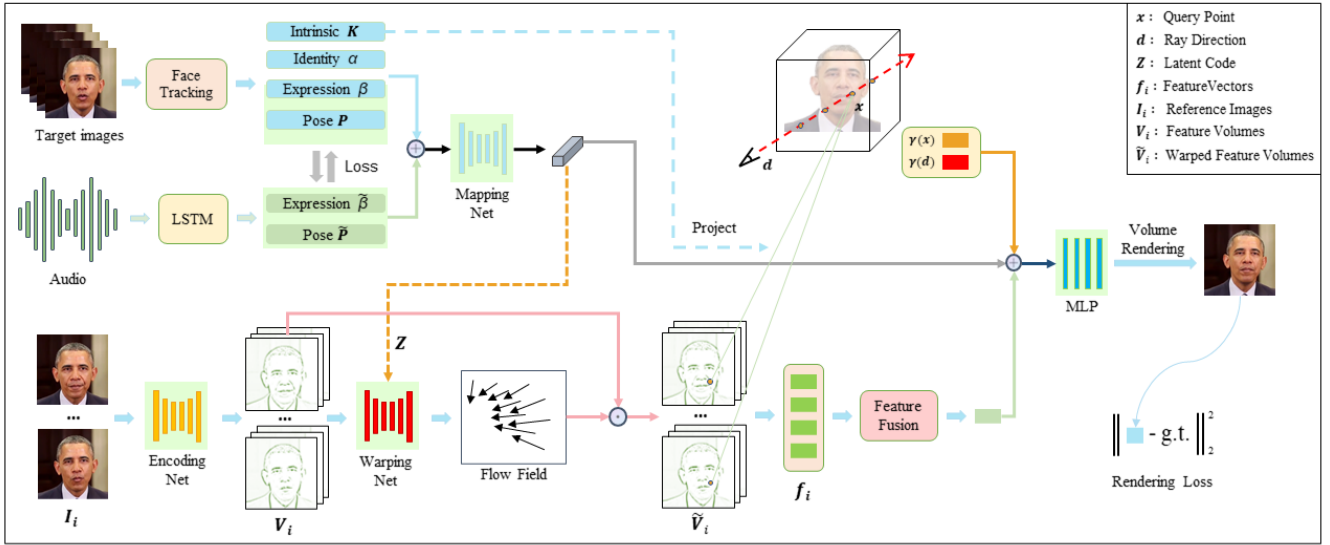 Target images
Face
Tracking
Intrinsic K
Identity α
Expression β
Pose P
Loss
Audio
LSTM
Expression β̃
Pose P̃
Mapping
Net
x
d
γ(x)
γ(d)
Project
x : Query Point
d : Ray Direction
Z : Latent Code
f_i : FeatureVectors
I_i : Reference Images
V_i : Feature Volumes
Ṽ_i : Warped Feature Volumes
Volume
Rendering
MLP
...
I_i
Encoding
Net
...
V_i
Z
Warping
Net
Flow Field
...
Ṽ_i
f_i
Feature
Fusion
‖ - g.t. ‖²₂
Rendering Loss